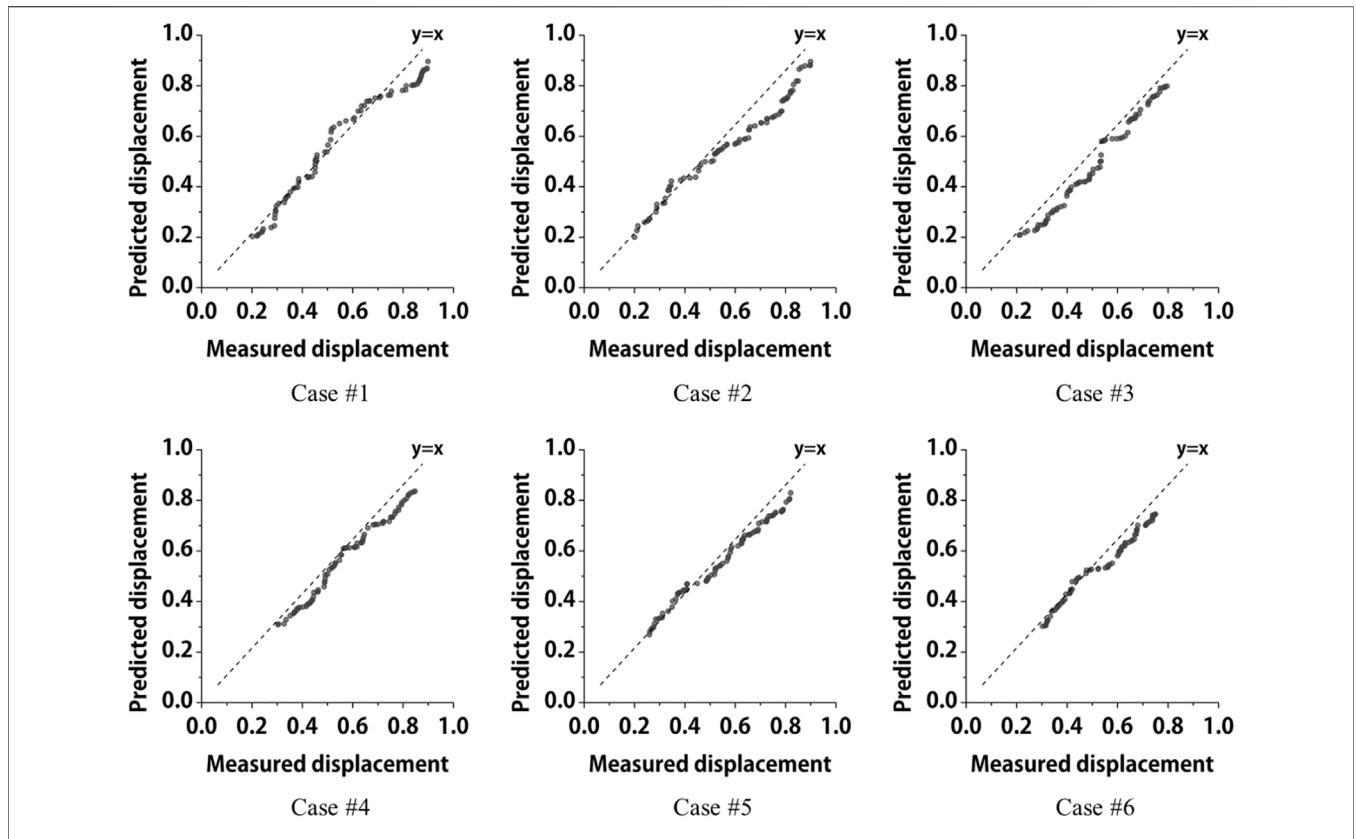 y=x
1.0
0.8
0.6
0.4
0.2
0.0
Predicted displacement
0.0 0.2 0.4 0.6 0.8 1.0
Measured displacement
Case #1
y=x
1.0
0.8
0.6
0.4
0.2
0.0
Predicted displacement
0.0 0.2 0.4 0.6 0.8 1.0
Measured displacement
Case #2
y=x
1.0
0.8
0.6
0.4
0.2
0.0
Predicted displacement
0.0 0.2 0.4 0.6 0.8 1.0
Measured displacement
Case #3
y=x
1.0
0.8
0.6
0.4
0.2
0.0
Predicted displacement
0.0 0.2 0.4 0.6 0.8 1.0
Measured displacement
Case #4
y=x
1.0
0.8
0.6
0.4
0.2
0.0
Predicted displacement
0.0 0.2 0.4 0.6 0.8 1.0
Measured displacement
Case #5
y=x
1.0
0.8
0.6
0.4
0.2
0.0
Predicted displacement
0.0 0.2 0.4 0.6 0.8 1.0
Measured displacement
Case #6